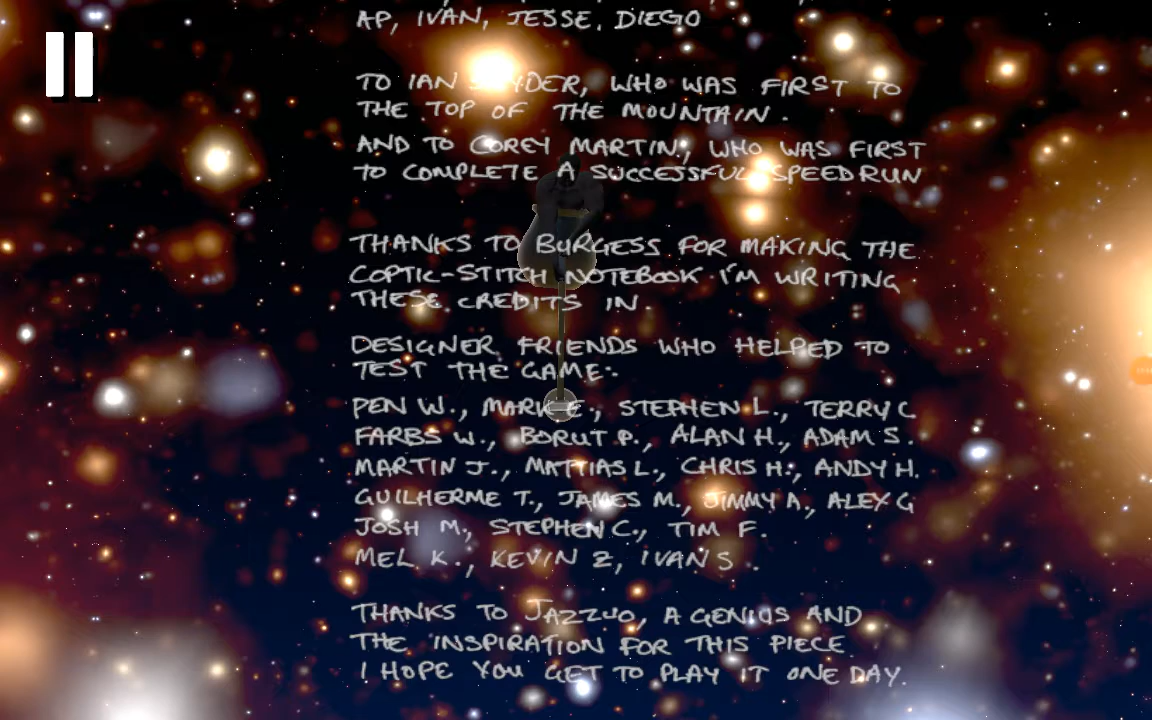 AP, IVAN, JESSE, DIEGO
TO IAN SNYDER, WHO WAS FIRST TO
THE TOP OF THE MOUNTAIN.
AND TO COREY MARTIN, WHO WAS FIRST
TO COMPLETE A SUCCESSFUL SPEEDRUN
THANKS TO BURGESS FOR MAKING THE
COPTIC-STITCH NOTEBOOK I'M WRITING
THESE CREDITS IN.
DESIGNER FRIENDS WHO HELPED TO
TEST THE GAME:
PEN W., MARK E., STEPHEN L., TERRY C
FARBS W., BORUT P., ALAN H., ADAM S.
MARTIN J., MATTIAS L., CHRIS H., ANDY H.
GUILHERME T., JAMES M., JIMMY A., ALEX G
JOSH M, STEPHEN C., TIM F.
MEL K., KEVIN Z, IVAN S.
THANKS TO JAZZUO, A GENIUS AND
THE INSPIRATION FOR THIS PIECE
I HOPE YOU GET TO PLAY IT ONE DAY.